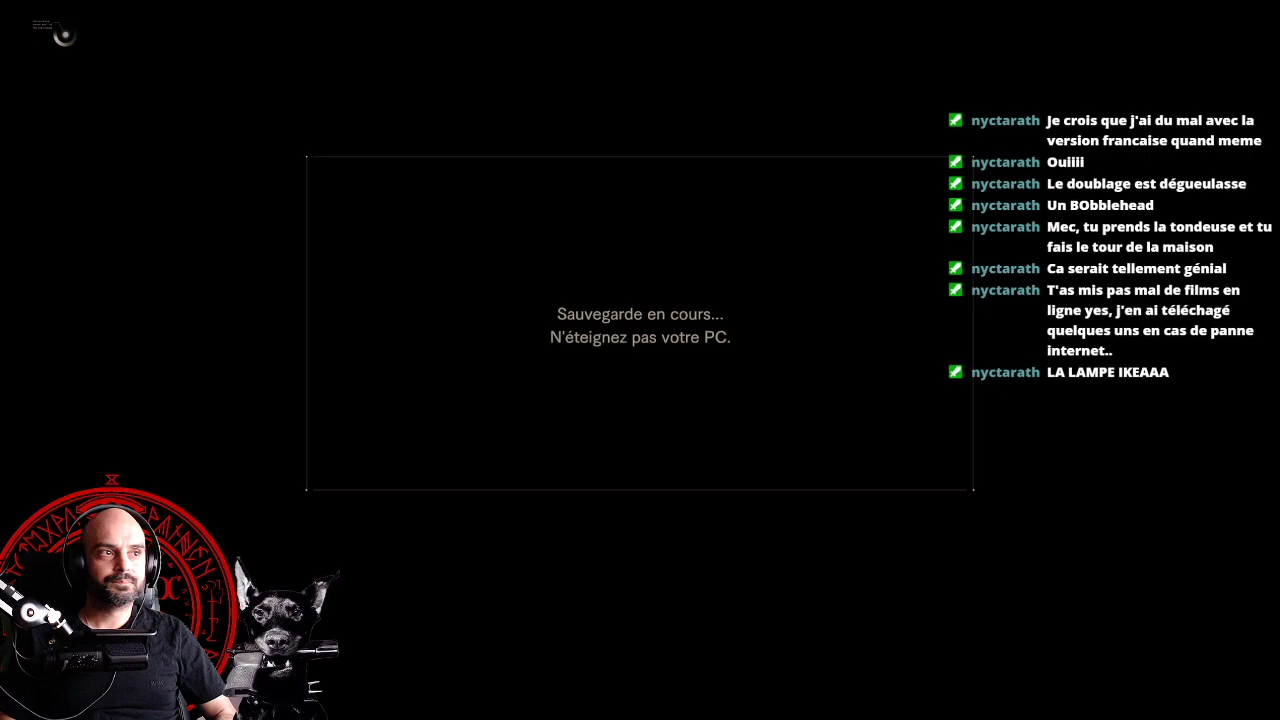 nyctarath Je crois que j'ai du mal avec la
version francaise quand meme
nyctarath Ouiiii
nyctarath Le doublage est dégueulasse
nyctarath Un BObblehead
nyctarath Mec, tu prends la tondeuse et tu
fais le tour de la maison
nyctarath Ca serait tellement génial
nyctarath T'as mis pas mal de films en
ligne yes, j'en ai téléchagé
quelques uns en cas de panne
internet..
nyctarath LA LAMPE IKEAAA
Sauvegarde en cours...
N'éteignez pas votre PC.